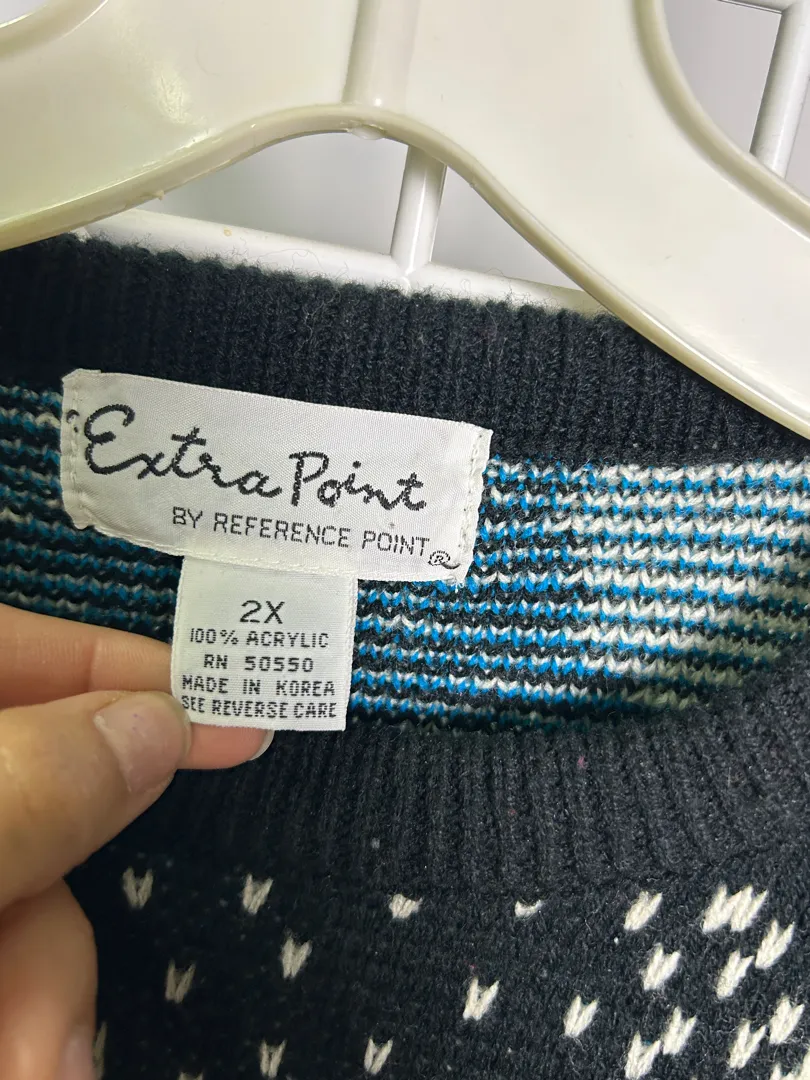 Extra Point
BY REFERENCE POINT®
2X
100% ACRYLIC
RN 50550
MADE IN KOREA
SEE REVERSE CARE